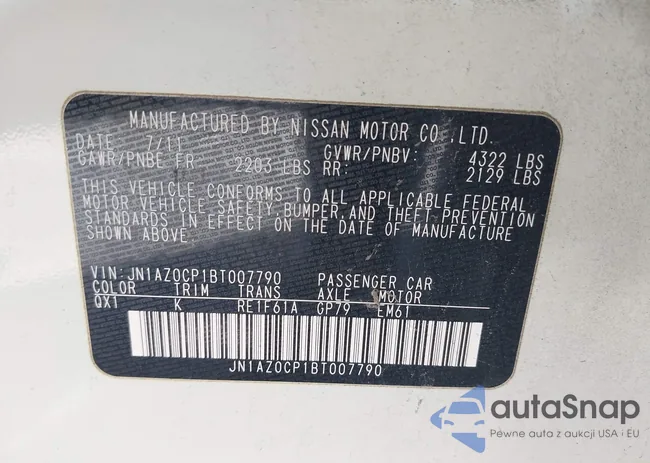 MANUFACTURED BY NISSAN MOTOR CO.,LTD.
DATE 7/11 GVWR/PNBV: 4322 LBS
GAWR/PNBE FR 2203 LBS RR: 2129 LBS
THIS VEHICLE CONFORMS TO ALL APPLICABLE FEDERAL
MOTOR VEHICLE SAFETY, BUMPER, AND THEFT PREVENTION
STANDARDS IN EFFECT ON THE DATE OF MANUFACTURE
SHOWN ABOVE.
VIN: JN1AZ0CP1BT007790 PASSENGER CAR
COLOR TRIM TRANS AXLE MOTOR
QX1 K RE1F61A GP79 EM61
JN1AZ0CP1BT007790
autoSnap
Pewne auta z aukcji USA i EU